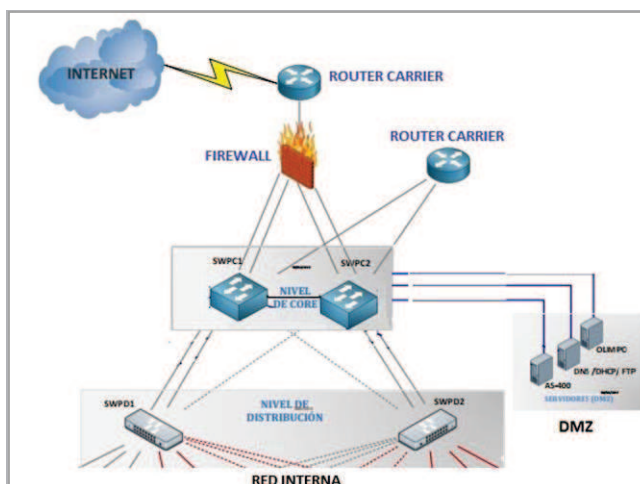 INTERNET
ROUTER CARRIER
ROUTER CARRIER
FIREWALL
SWPC1
SWPC2
NIVEL
DE CORE
OLIMPO
DNS /DHCP/ FTP
AS-400
SERVIDORES (DMZ)
DMZ
SWPD1
NIVEL DE
DISTRIBUCIÓN
SWPD2
RED INTERNA